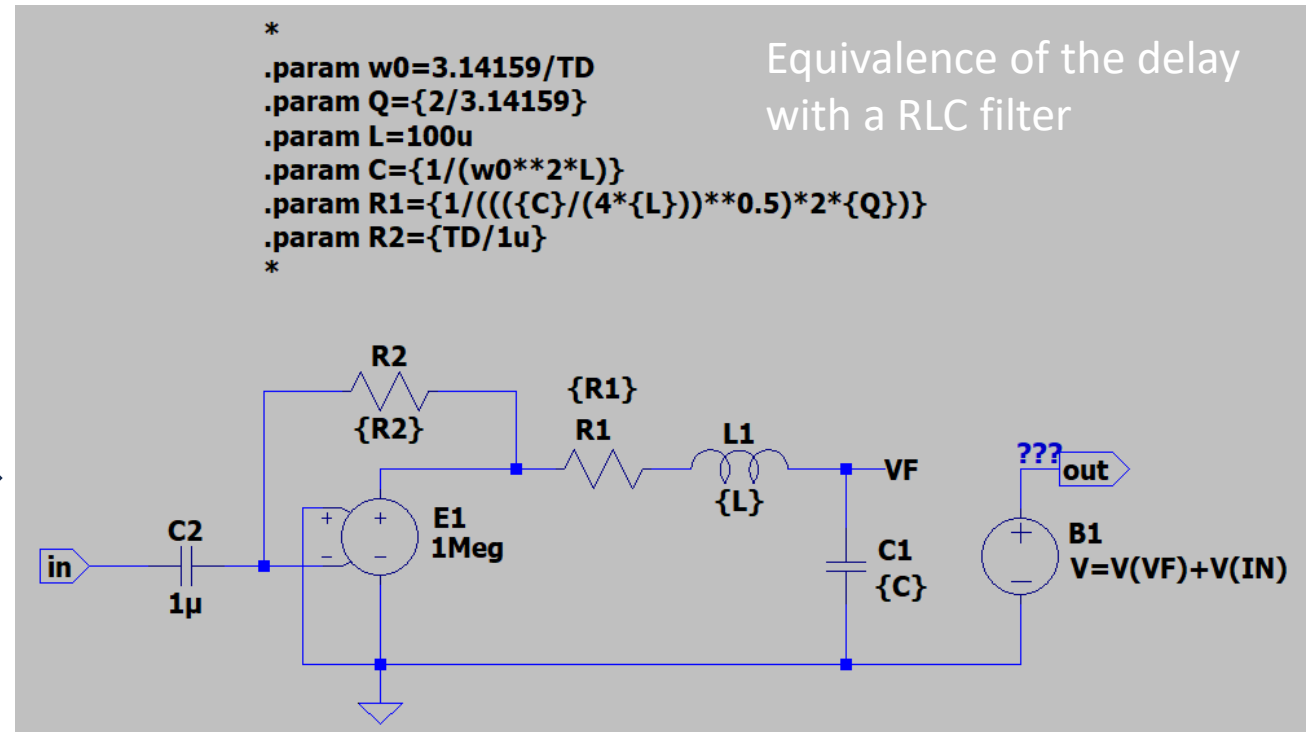 *
.param w0=3.14159/TD
.param Q={2/3.14159}
.param L=100u
.param C={1/(w0**2*L)}
.param R1={1/((({C}/(4*{L}))**0.5)*2*{Q})}
.param R2={TD/1u}
*
Equivalence of the delay
with a RLC filter
R2
{R2}
{R1}
R1
L1
{L}
VF
???
out
E1
1Meg
+
+
-
-
C2
in
1µ
C1
{C}
+
B1
V=V(VF)+V(IN)